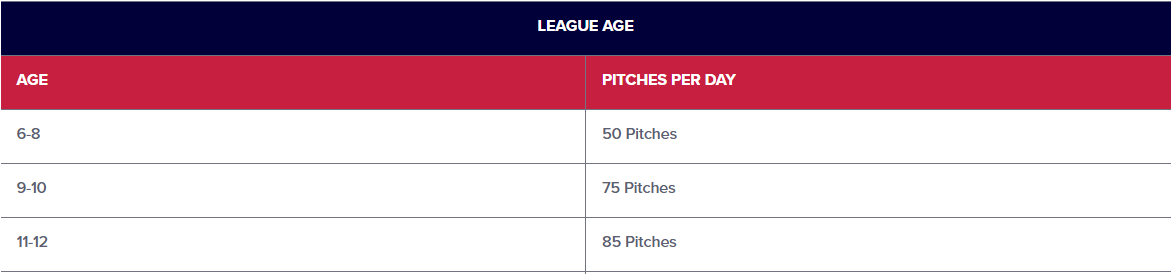 LEAGUE AGE
AGE PITCHES PER DAY
6-8 50 Pitches
9-10 75 Pitches
11-12 85 Pitches